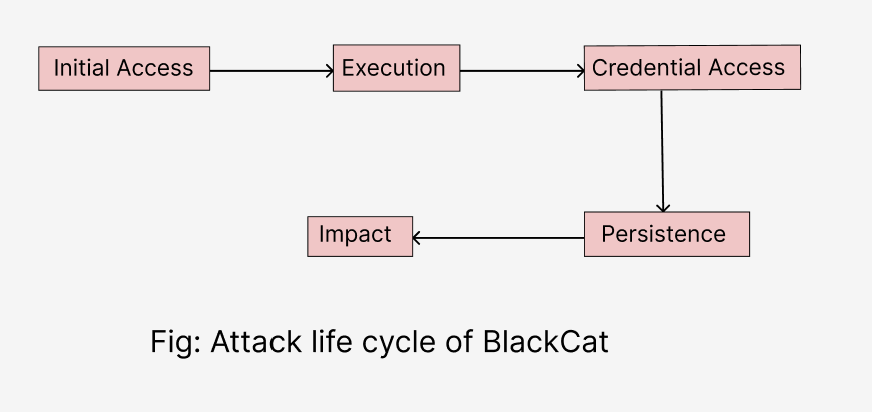 Initial Access
Execution
Credential Access
Impact
Persistence
Fig: Attack life cycle of BlackCat